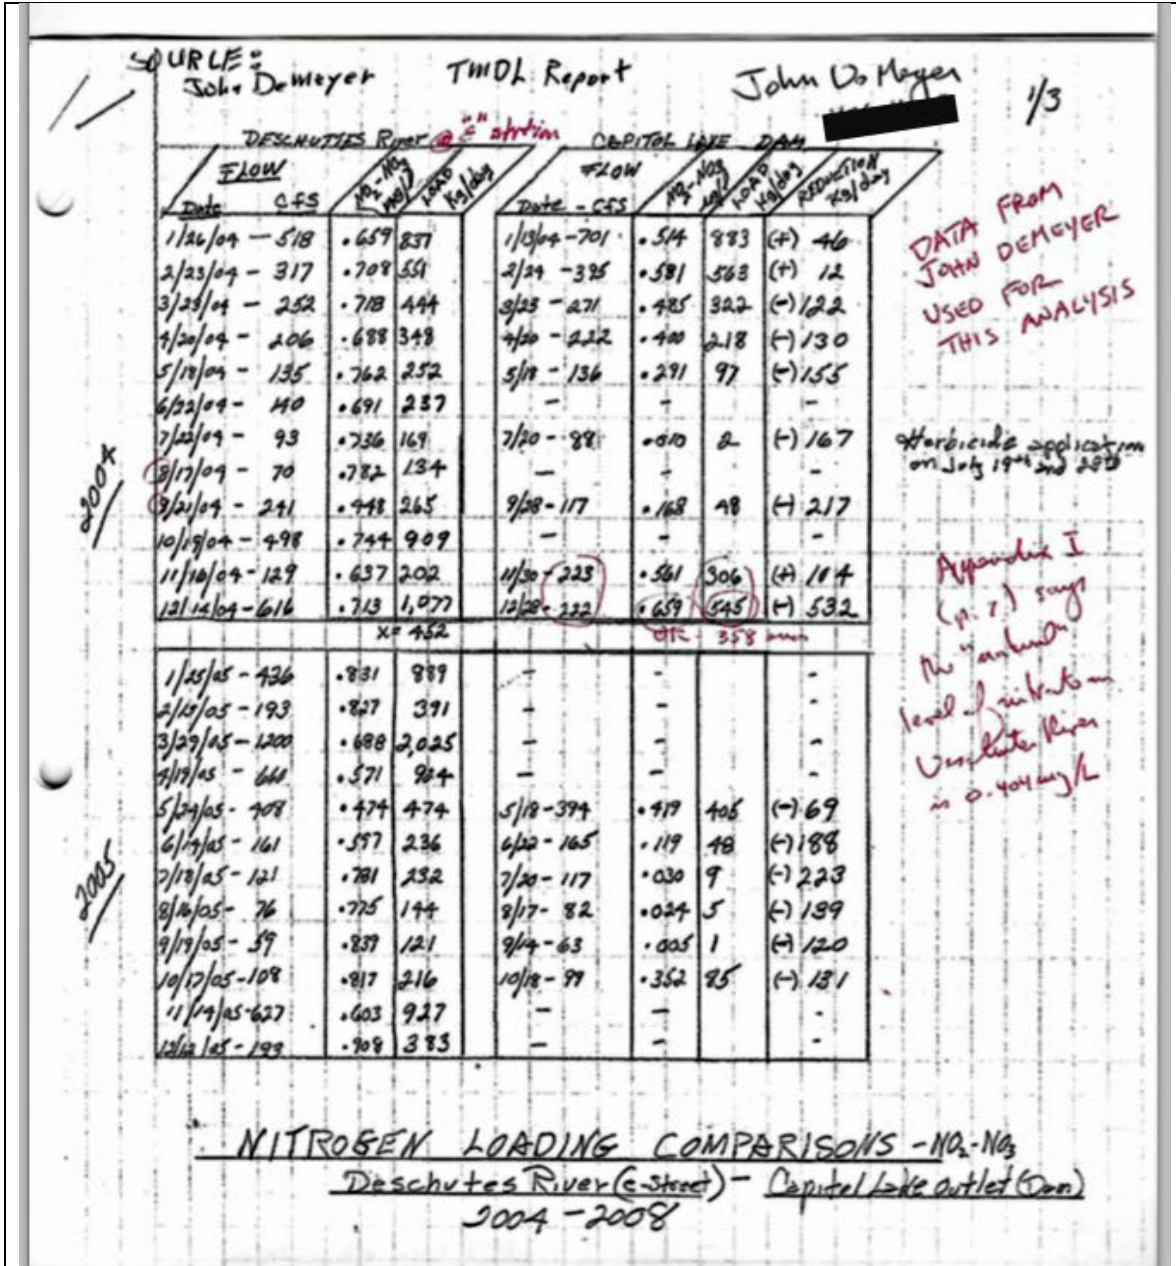 SOURLE:
John Demeyer TMDL Report John De Meyer 1/3
DESCHUTTES River @ "E" station CAPITOL LAKE DAM
FLOW NO2-NO3 mg/l LOAD Kg/day FLOW NO2-NO3 mg/l LOAD Kg/day REDUCTION Kg/day
Date CFS Date - CFS
1/26/04 - 518 .659 837 1/13/04 - 701 .514 883 (+) 46
2/23/04 - 317 .708 551 2/24 - 395 .581 563 (+) 12
3/23/04 - 252 .718 444 3/23 - 271 .485 322 (-) 122
4/20/04 - 206 .688 348 4/20 - 222 .400 218 (-) 130
5/18/04 - 135 .762 252 5/18 - 136 .291 97 (-) 155
6/22/04 - 140 .691 237 - - -
7/22/04 - 93 .736 169 7/20 - 88 .010 2 (-) 167
8/17/04 - 70 .782 134 - - -
9/21/04 - 241 .448 265 9/28 - 117 .168 48 (-) 217
10/19/04 - 498 .744 909 - - -
11/16/04 - 129 .637 202 11/30 - 223 .561 306 (+) 104
12/14/04 - 616 .713 1,077 12/28 - 232 .659 545 (-) 532
x = 452 358
2004
1/25/05 - 436 .831 889 - - -
2/15/05 - 193 .827 391 - - -
3/29/05 - 1200 .688 2,025 - - -
4/19/05 - 660 .571 924 - - -
5/24/05 - 408 .474 474 5/18 - 394 .419 405 (-) 69
6/14/05 - 161 .597 236 6/22 - 165 .119 48 (-) 188
7/18/05 - 121 .781 232 7/20 - 117 .030 9 (-) 223
8/16/05 - 76 .775 144 8/17 - 82 .024 5 (-) 139
9/19/05 - 59 .839 121 9/14 - 63 .005 1 (-) 120
10/17/05 - 108 .817 216 10/18 - 99 .352 85 (-) 131
11/14/05 - 627 .603 927 - - -
12/12/05 - 193 .908 383 - - -
2005
DATA FROM
JOHN DEMEYER
USED FOR
THIS ANALYSIS
Herbicide application
on July 19th and 28th
Appendix I
(p. 7) says
the "natural
level of nitrate in
Deschutes River
is 0.404 mg/L
NITROGEN LOADING COMPARISONS - NO2-NO3
Deschutes River (E-Street) - Capitol Lake Outlet (Dam)
2004 - 2008